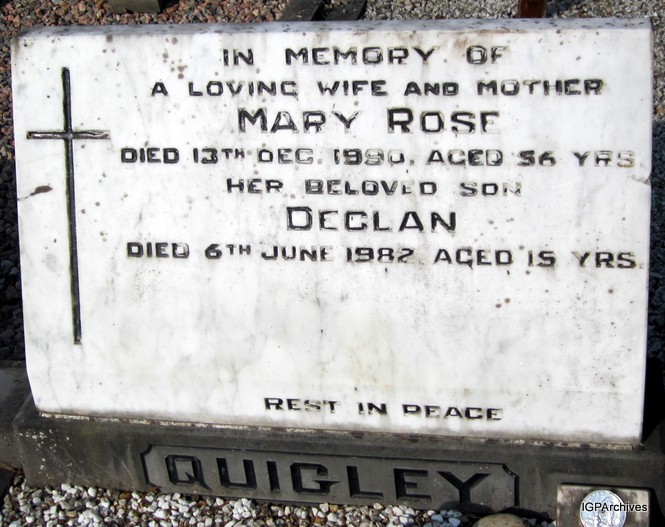 IN MEMORY OF
A LOVING WIFE AND MOTHER
MARY ROSE
DIED 13TH DEC. 1990. AGED 56 YRS.
HER BELOVED SON
DECLAN
DIED 6TH JUNE 1982 AGED 15 YRS.
REST IN PEACE
QUIGLEY
IGPArchives